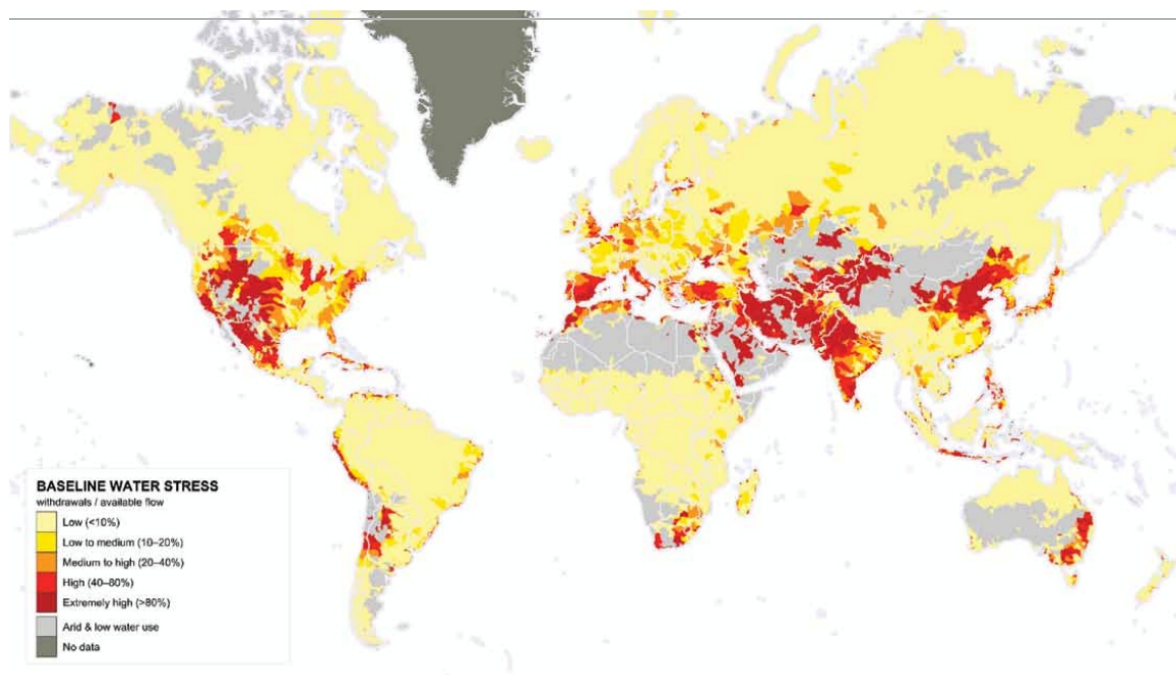 BASELINE WATER STRESS
withdrawals / available flow
Low (<10%)
Low to medium (10–20%)
Medium to high (20–40%)
High (40–80%)
Extremely high (>80%)
Arid & low water use
No data